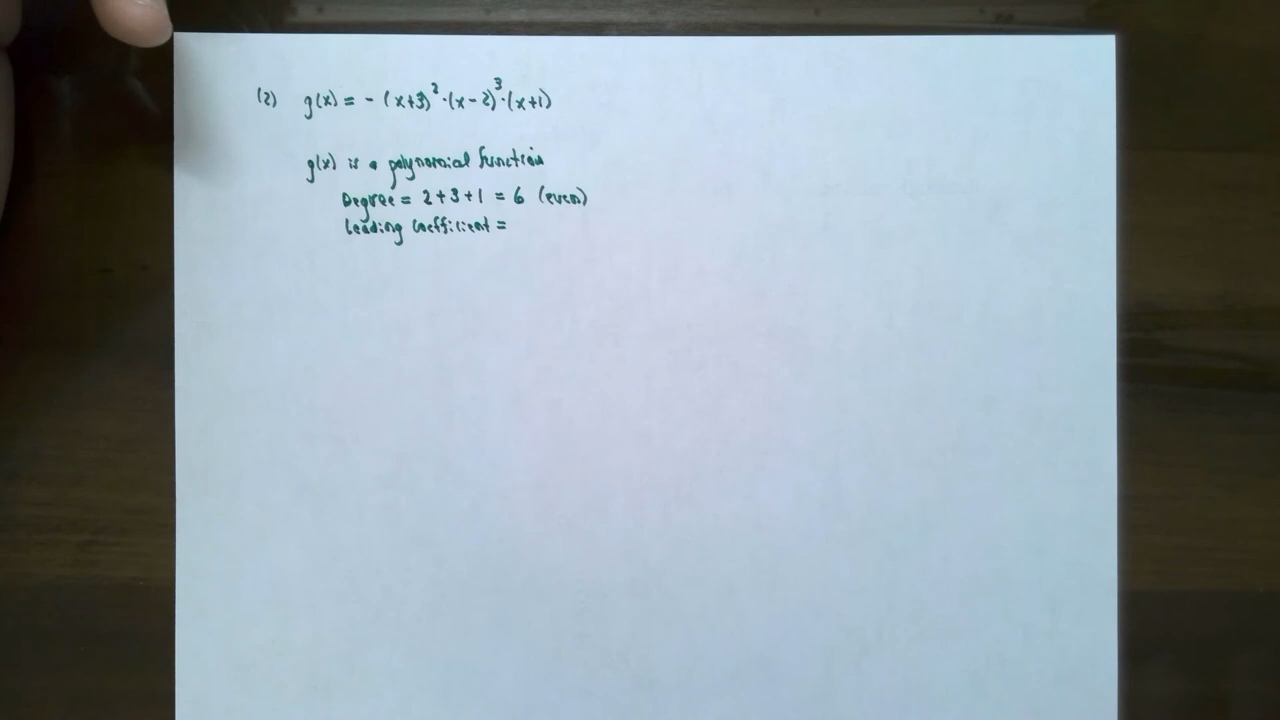 (2) g(x) = - (x+3)²·(x-2)³·(x+1)
g(x) is a polynomial function
Degree = 2+3+1 = 6 (even)
leading coefficient =